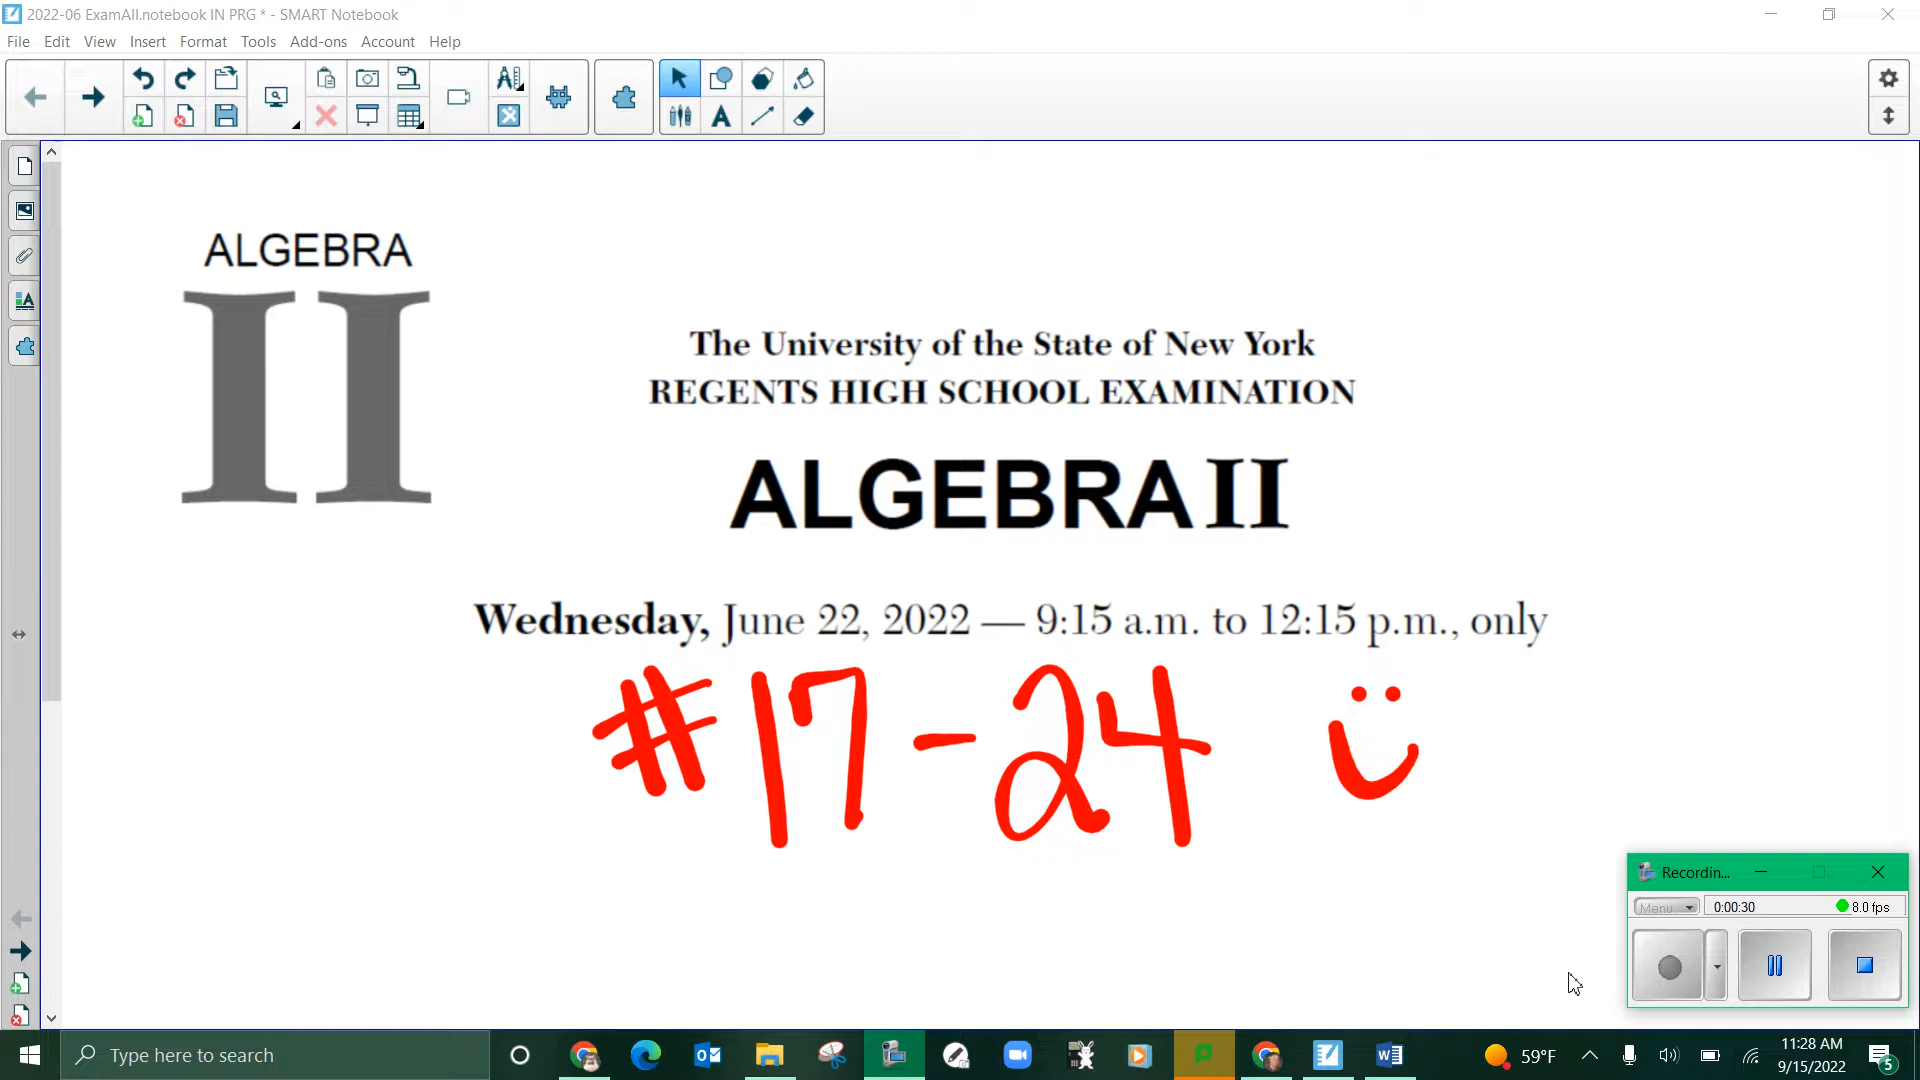 2022-06 ExamAll.notebook IN PRG * - SMART Notebook
File Edit View Insert Format Tools Add-ons Account Help
ALGEBRA
II
The University of the State of New York
REGENTS HIGH SCHOOL EXAMINATION
ALGEBRA II
Wednesday, June 22, 2022 — 9:15 a.m. to 12:15 p.m., only
#17-24
Recordin...
Menu 0:00:30 8.0 fps
Type here to search
59°F
11:28 AM
9/15/2022
5